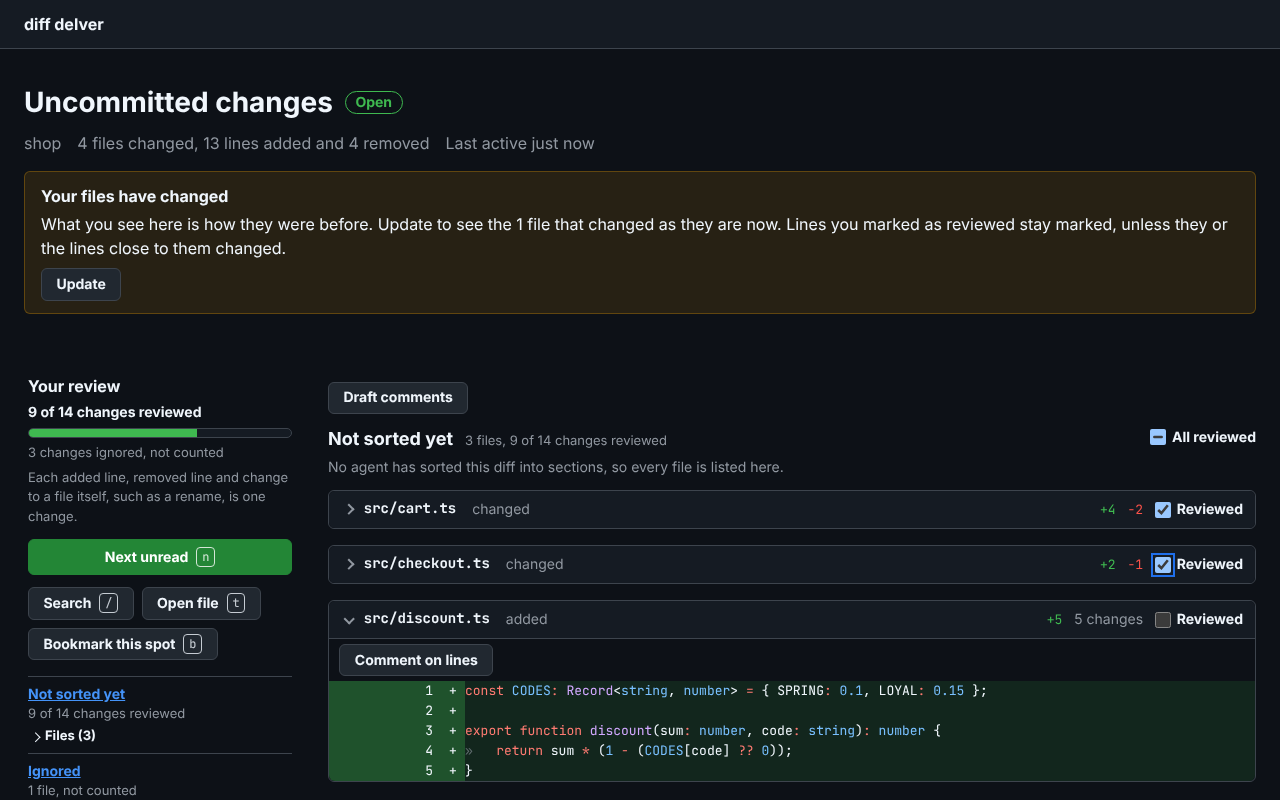 diff delver
Uncommitted changes Open
shop 4 files changed, 13 lines added and 4 removed Last active just now
Your files have changed
What you see here is how they were before. Update to see the 1 file that changed as they are now. Lines you marked as reviewed stay marked, unless they or
the lines close to them changed.
Update
Your review
9 of 14 changes reviewed
3 changes ignored, not counted
Each added line, removed line and change
to a file itself, such as a rename, is one
change.
Next unread n
Search /
Open file t
Bookmark this spot b
Not sorted yet
9 of 14 changes reviewed
Files (3)
Ignored
1 file, not counted
Draft comments
Not sorted yet 3 files, 9 of 14 changes reviewed
All reviewed
No agent has sorted this diff into sections, so every file is listed here.
src/cart.ts changed +4 -2 Reviewed
src/checkout.ts changed +2 -1 Reviewed
src/discount.ts added +5 5 changes Reviewed
Comment on lines
1 + const CODES: Record<string, number> = { SPRING: 0.1, LOYAL: 0.15 };
2 +
3 + export function discount(sum: number, code: string): number {
4 + » return sum * (1 - (CODES[code] ?? 0));
5 + }